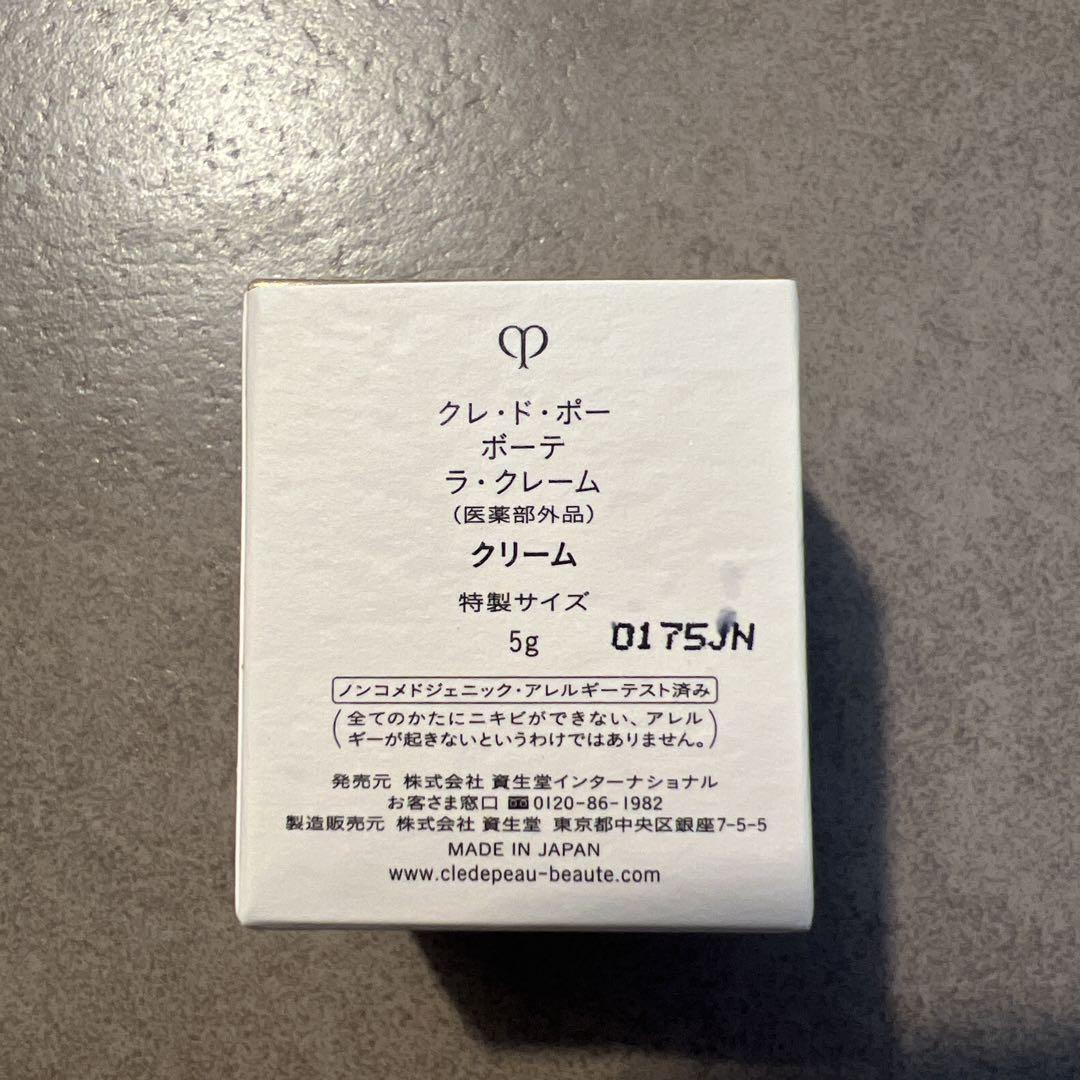 クレ・ド・ポー
ボーテ
ラ・クレーム
（医薬部外品）
クリーム
特製サイズ
5g
0175JN
ノンコメドジェニック・アレルギーテスト済み
（全てのかたにニキビができない、アレル
ギーが起きないというわけではありません。）
発売元 株式会社 資生堂インターナショナル
お客さま窓口 0120-86-1982
製造販売元 株式会社 資生堂 東京都中央区銀座7-5-5
MADE IN JAPAN
www.cledepeau-beaute.com